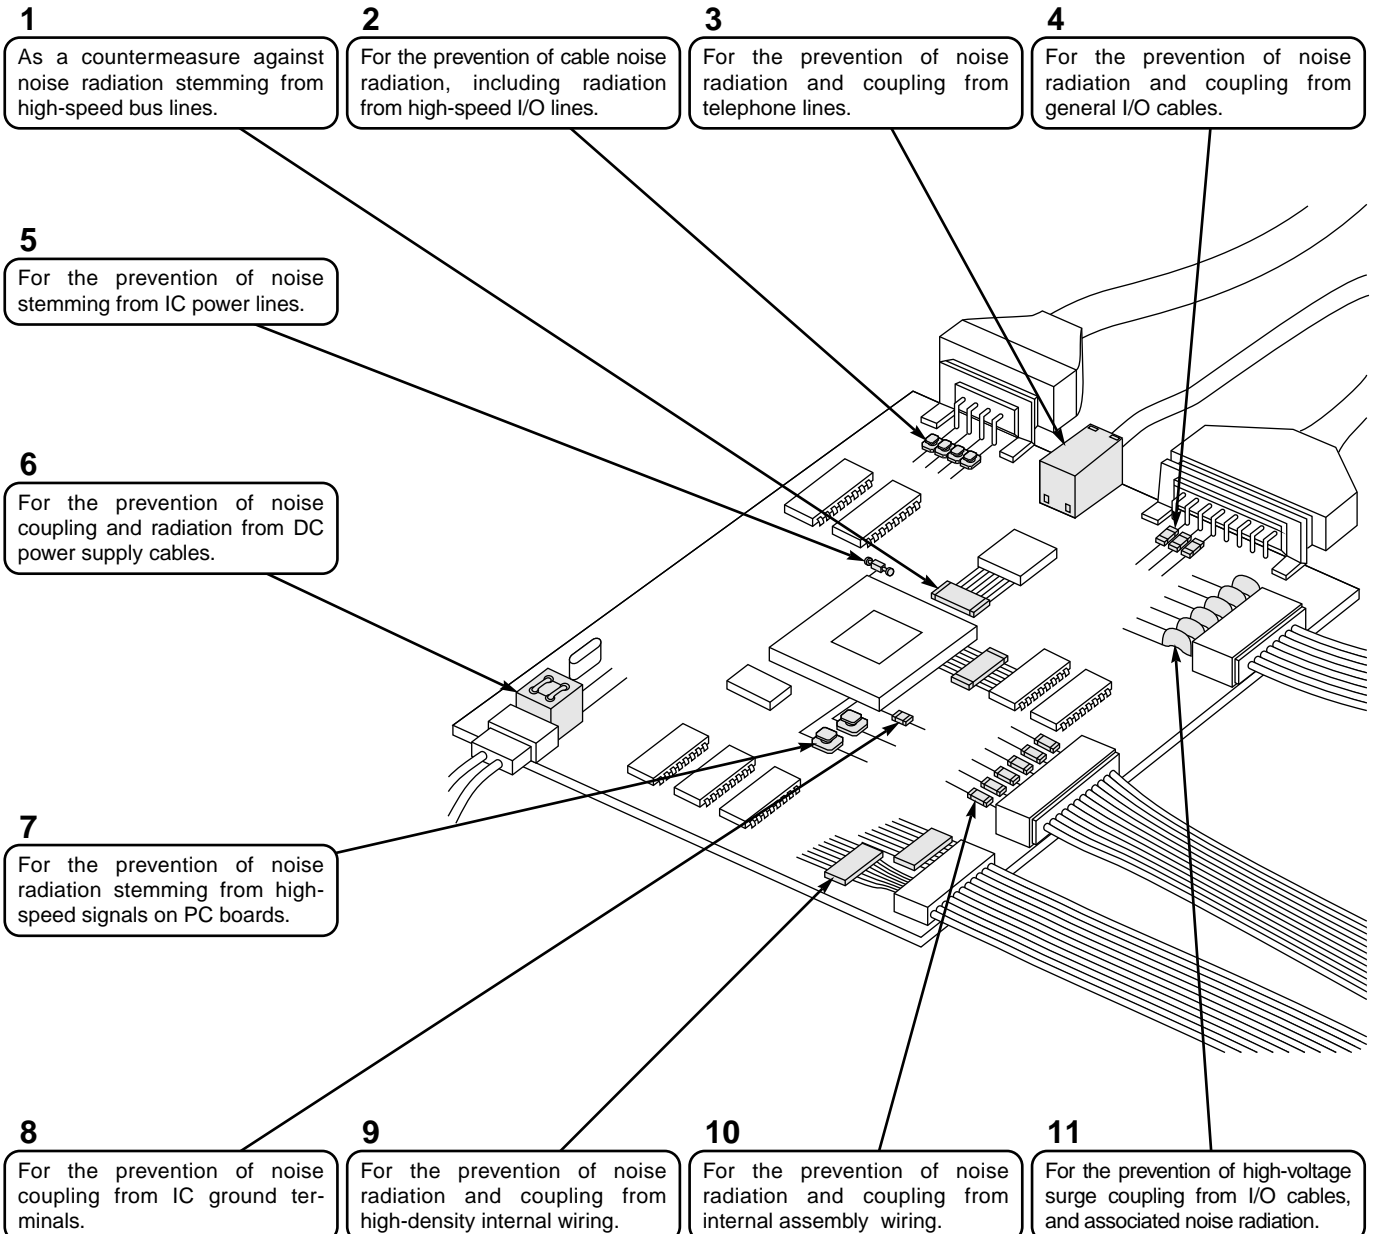 1
As a countermeasure against
noise radiation stemming from
high-speed bus lines.
2
For the prevention of cable noise
radiation, including radiation
from high-speed I/O lines.
3
For the prevention of noise
radiation and coupling from
telephone lines.
4
For the prevention of noise
radiation and coupling from
general I/O cables.
5
For the prevention of noise
stemming from IC power lines.
6
For the prevention of noise
coupling and radiation from DC
power supply cables.
7
For the prevention of noise
radiation stemming from high-
speed signals on PC boards.
8
For the prevention of noise
coupling from IC ground ter-
minals.
9
For the prevention of noise
radiation and coupling from
high-density internal wiring.
10
For the prevention of noise
radiation and coupling from
internal assembly wiring.
11
For the prevention of high-voltage
surge coupling from I/O cables,
and associated noise radiation.